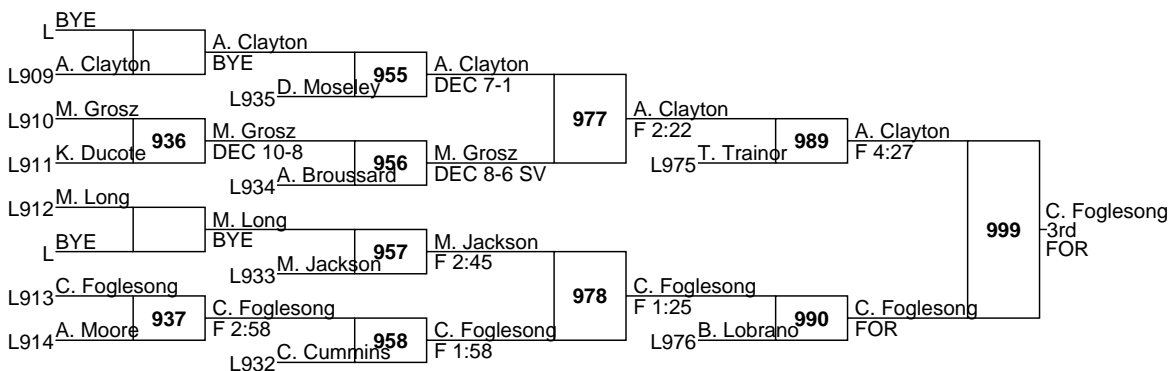 BYE
L
A. Clayton
L909
A. Clayton
BYE
955
A. Clayton
DEC 7-1
L935
D. Moseley
M. Grosz
L910
936
K. Ducote
L911
M. Grosz
DEC 10-8
956
M. Grosz
DEC 8-6 SV
L934
A. Broussard
977
A. Clayton
F 2:22
989
A. Clayton
F 4:27
L975
T. Trainor
M. Long
L912
BYE
L
M. Long
BYE
957
M. Jackson
F 2:45
L933
M. Jackson
C. Foglesong
L913
937
A. Moore
L914
C. Foglesong
F 2:58
958
C. Foglesong
F 1:58
L932
C. Cummins
978
C. Foglesong
F 1:25
990
C. Foglesong
FOR
L976
B. Lobrano
999
C. Foglesong
3rd
FOR